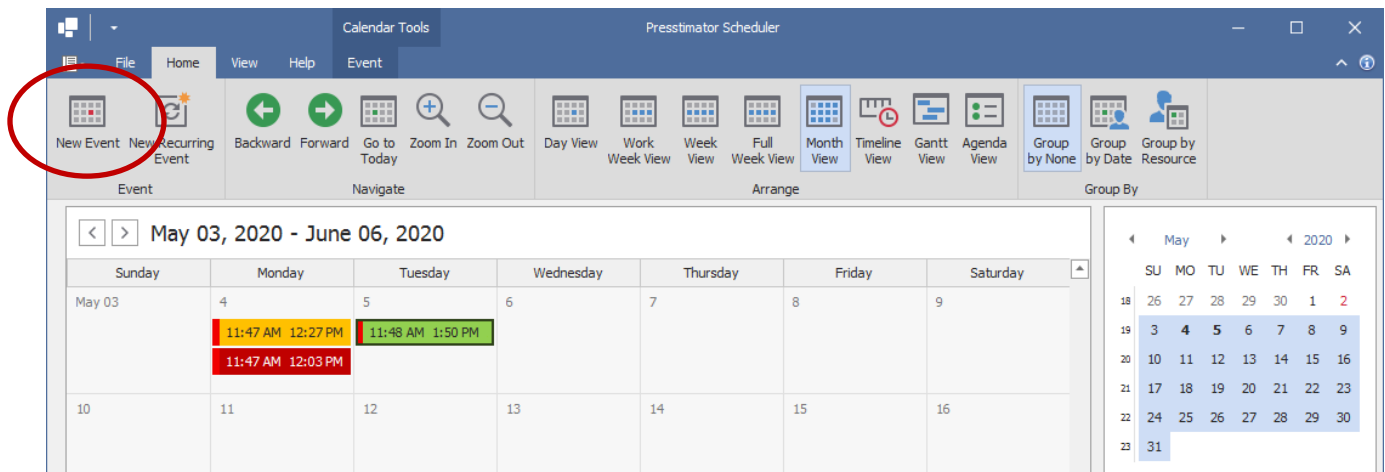 Calendar Tools
Presstimator Scheduler
File Home View Help Event
New Event
New Recurring
Event
Backward
Forward
Go to
Today
Zoom In
Zoom Out
Day View
Work
Week View
Week
View
Full
Week View
Month
View
Timeline
View
Gantt
View
Agenda
View
Group
by None
Group
by Date
Group by
Resource
Event
Navigate
Arrange
Group By
May 03, 2020 - June 06, 2020
Sunday Monday Tuesday Wednesday Thursday Friday Saturday
May 03 4 5 6 7 8 9
11:47 AM 12:27 PM
11:48 AM 1:50 PM
11:47 AM 12:03 PM
10 11 12 13 14 15 16
May 2020
SU MO TU WE TH FR SA
18 26 27 28 29 30 1 2
19 3 4 5 6 7 8 9
20 10 11 12 13 14 15 16
21 17 18 19 20 21 22 23
22 24 25 26 27 28 29 30
23 31